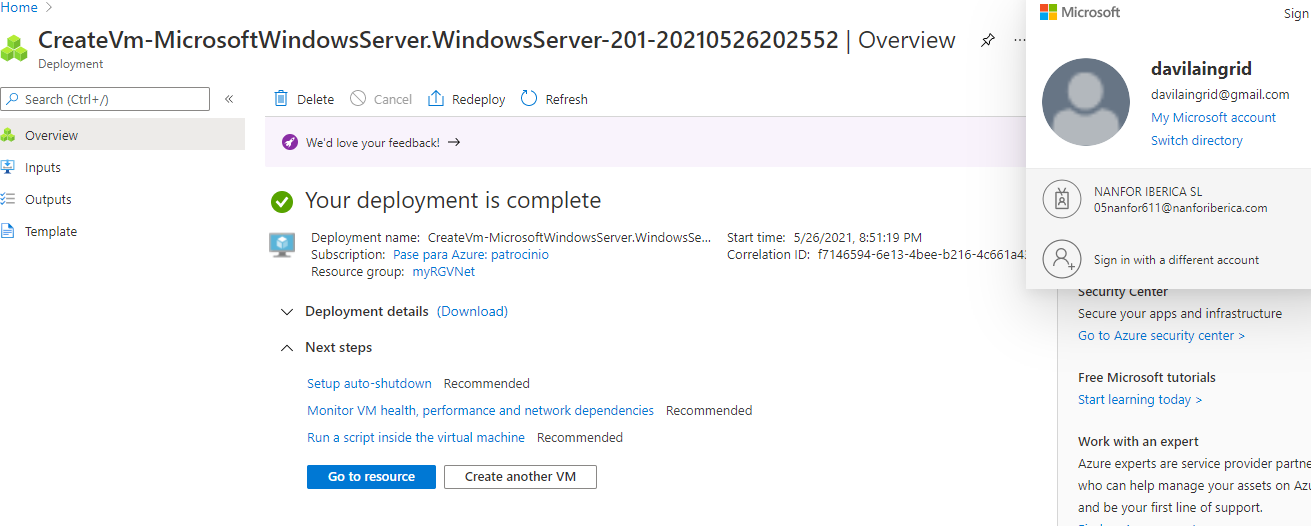 Home >
CreateVm-MicrosoftWindowsServer.WindowsServer-201-20210526202552 | Overview
Deployment
Search (Ctrl+/)
«
Overview
Inputs
Outputs
Template
Delete
Cancel
Redeploy
Refresh
We'd love your feedback! →
Your deployment is complete
Deployment name: CreateVm-MicrosoftWindowsServer.WindowsSe...
Subscription: Pase para Azure: patrocinio
Resource group: myRGVNet
Start time: 5/26/2021, 8:51:19 PM
Correlation ID: f7146594-6e13-4bee-b216-4c661a4
Deployment details (Download)
Next steps
Setup auto-shutdown Recommended
Monitor VM health, performance and network dependencies Recommended
Run a script inside the virtual machine Recommended
Go to resource
Create another VM
Microsoft
Sign
davilaingrid
davilaingrid@gmail.com
My Microsoft account
Switch directory
NANFOR IBERICA SL
05nanfor611@nanforiberica.com
Sign in with a different account
Security Center
Secure your apps and infrastructure
Go to Azure security center >
Free Microsoft tutorials
Start learning today >
Work with an expert
Azure experts are service provider partne
who can help manage your assets on Azu
and be your first line of support.